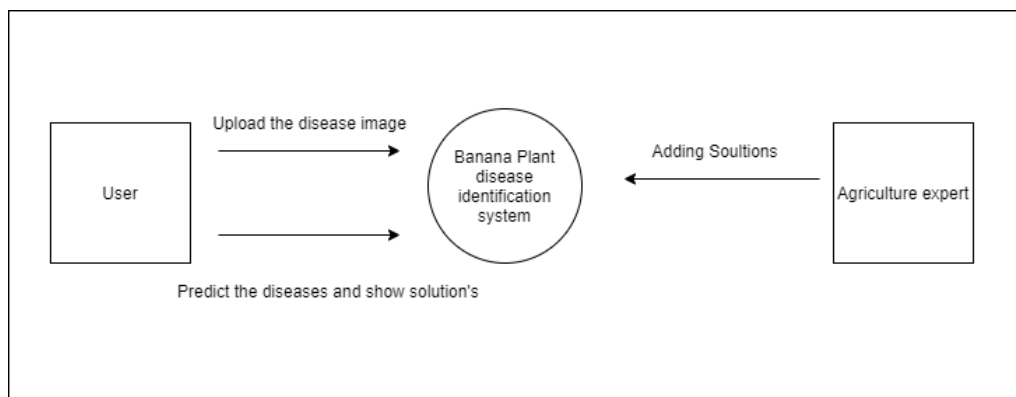 Upload the disease image
User
Banana Plant
disease
identification
system
Adding Soultions
Agriculture expert
Predict the diseases and show solution's